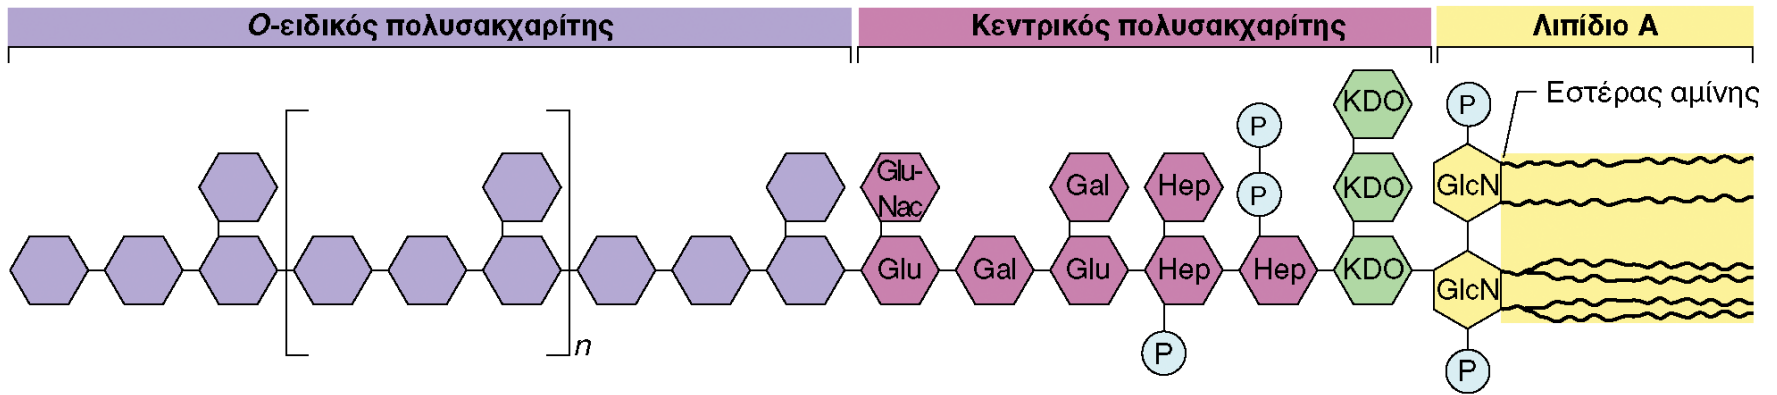 O-ειδικός πολυσακχαρίτης
Κεντρικός πολυσακχαρίτης
Λιπίδιο Α
Εστέρας αμίνης
KDO
P
P
Glu-
Nac
Gal
Hep
P
KDO
GlcN
Glu
Gal
Glu
Hep
Hep
KDO
GlcN
n
P
P